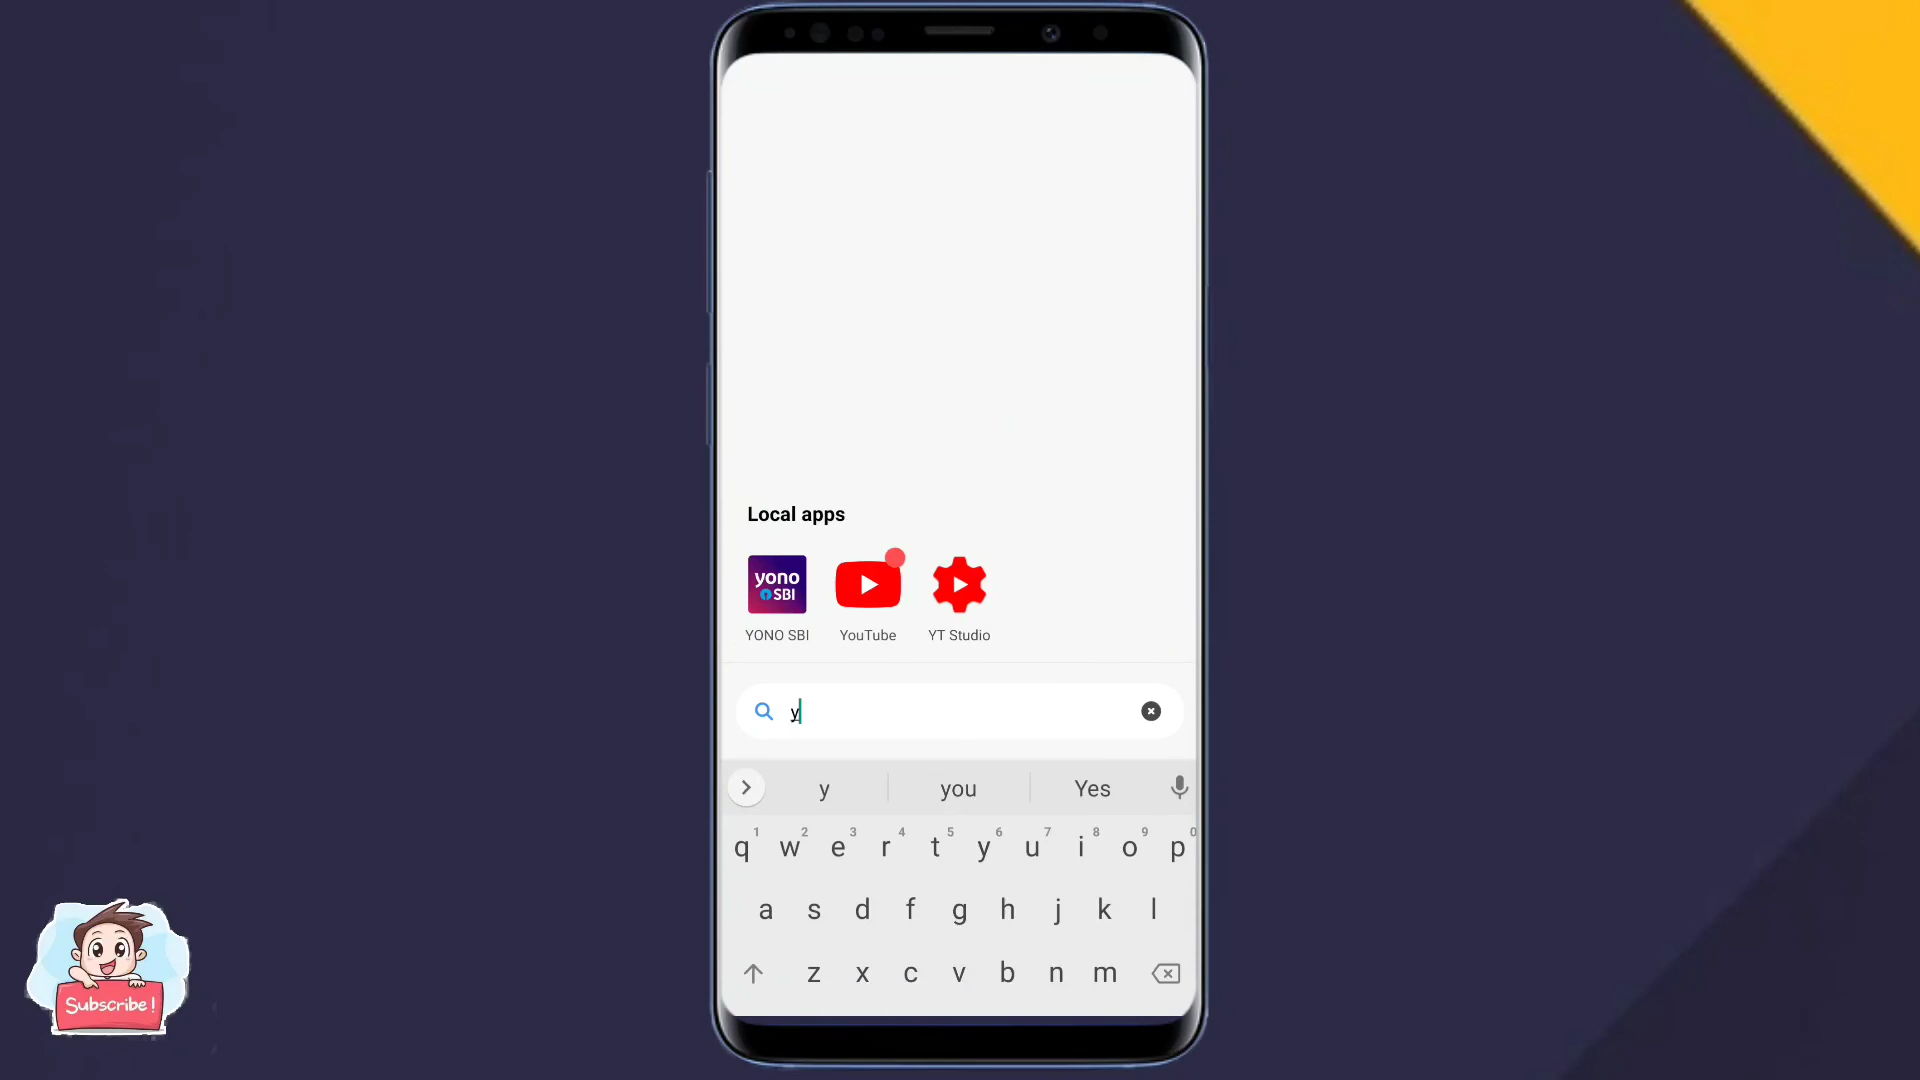 Local apps
yono
SBI
YONO SBI YouTube YT Studio
y
y you Yes
1 2 3 4 5 6 7 8 9 0
q w e r t y u i o p
a s d f g h j k l
z x c v b n m
Subscribe!